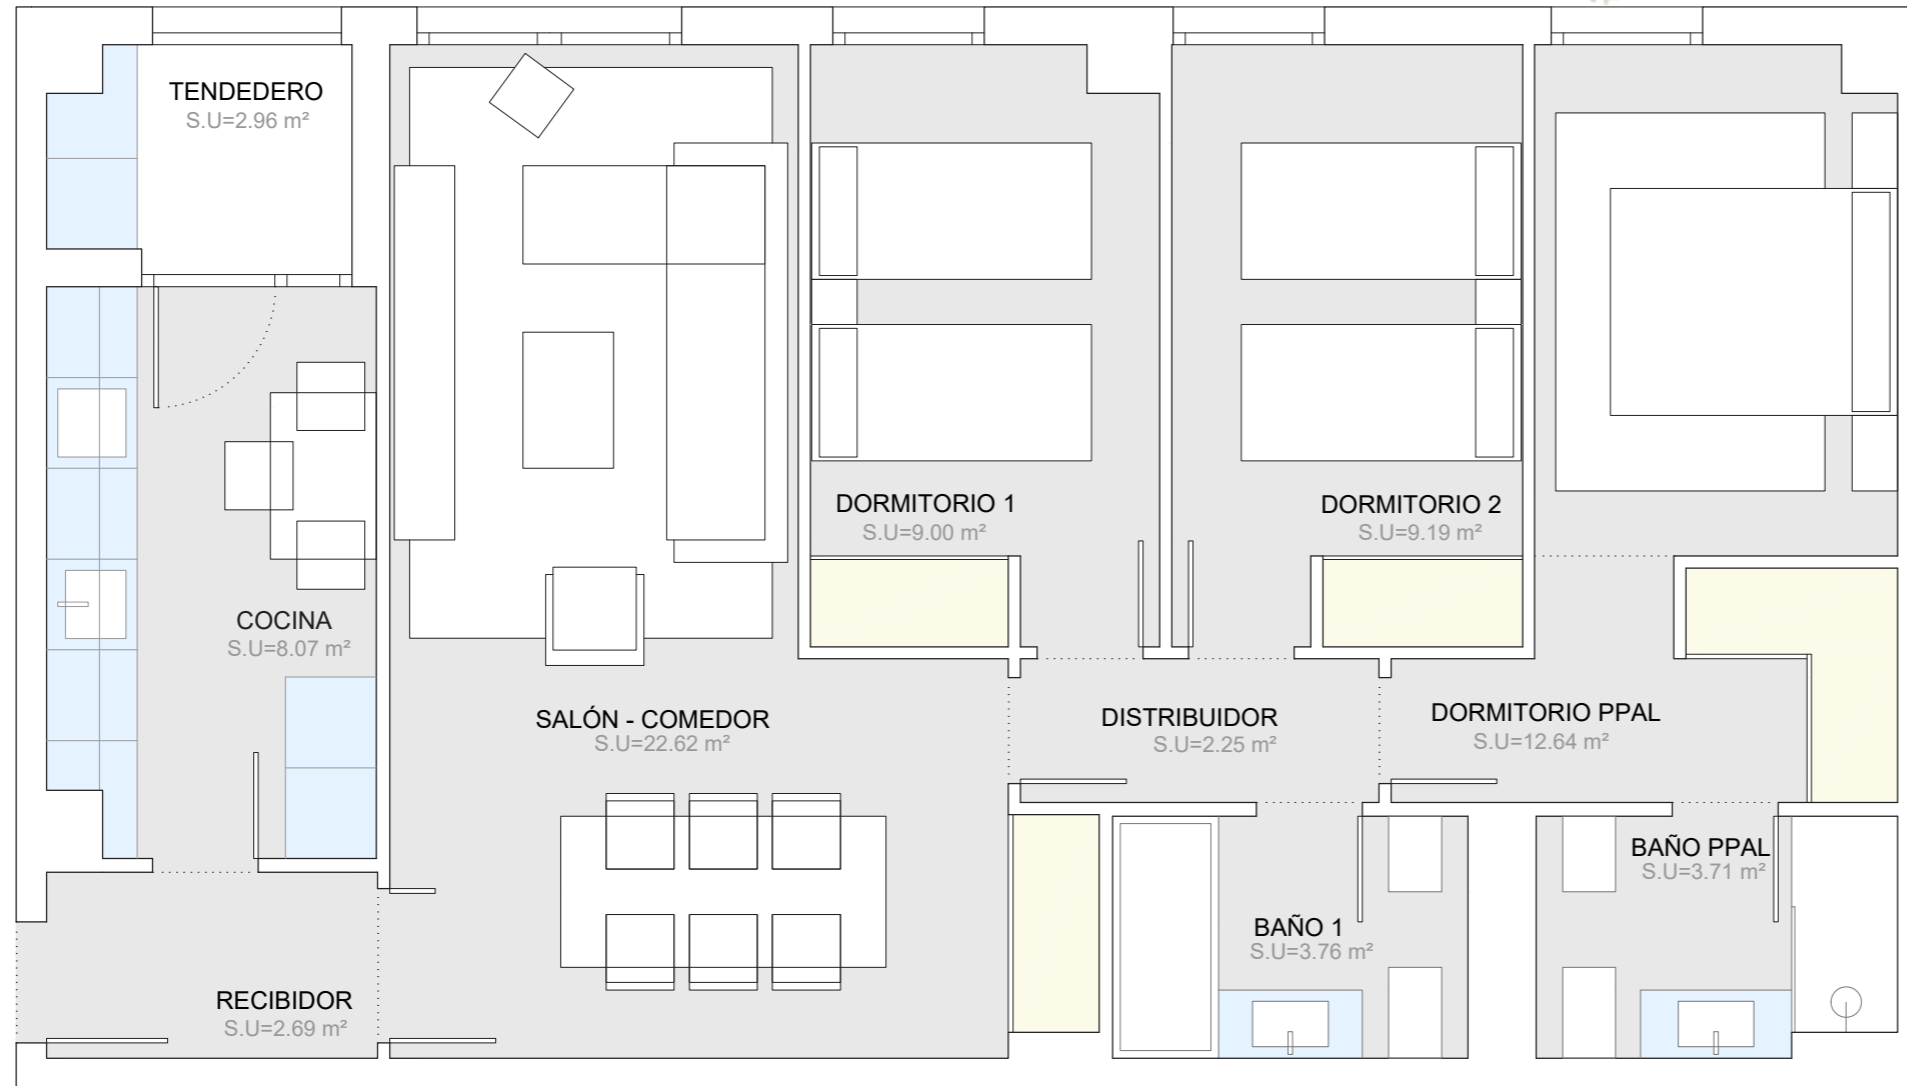 TENDEDERO
S.U=2.96 m²
DORMITORIO 1
S.U=9.00 m²
DORMITORIO 2
S.U=9.19 m²
COCINA
S.U=8.07 m²
SALÓN - COMEDOR
S.U=22.62 m²
DISTRIBUIDOR
S.U=2.25 m²
DORMITORIO PPAL
S.U=12.64 m²
BAÑO PPAL
S.U=3.71 m²
BAÑO 1
S.U=3.76 m²
RECIBIDOR
S.U=2.69 m²